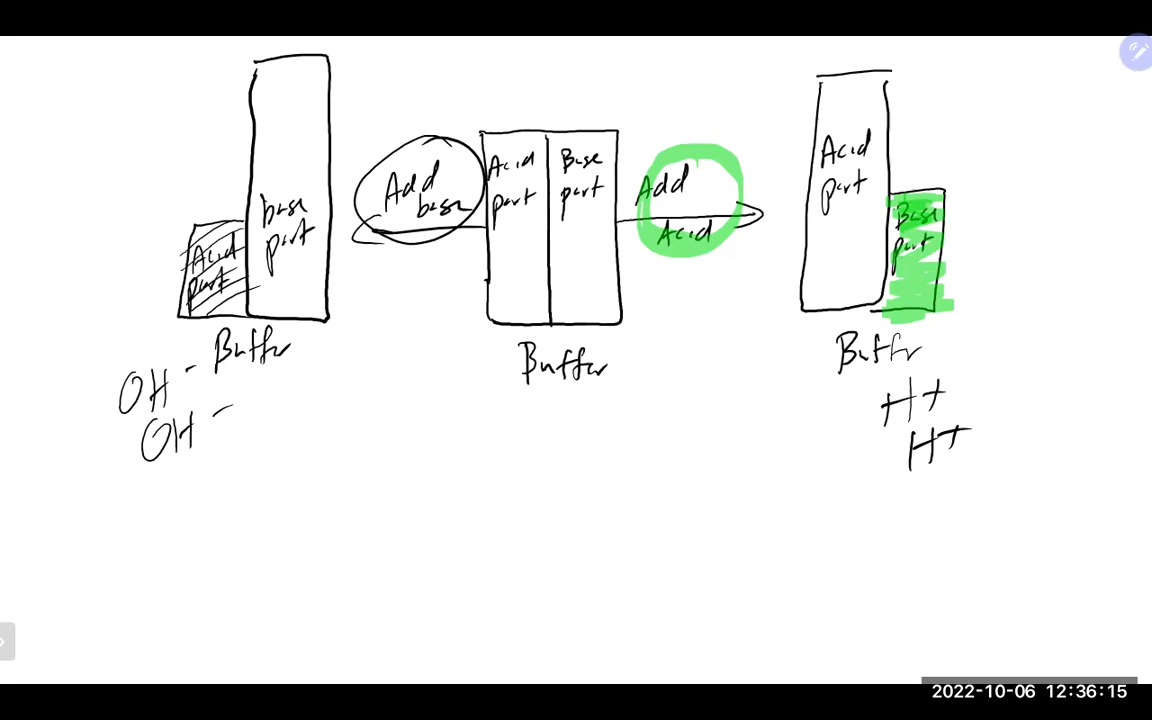 Acid
part
base
part
Buffer
OH-
OH-
Add
base
Acid
part
Base
part
Buffer
Add
Acid
Acid
part
Base
part
Buffer
H+
H+
2022-10-06 12:36:15